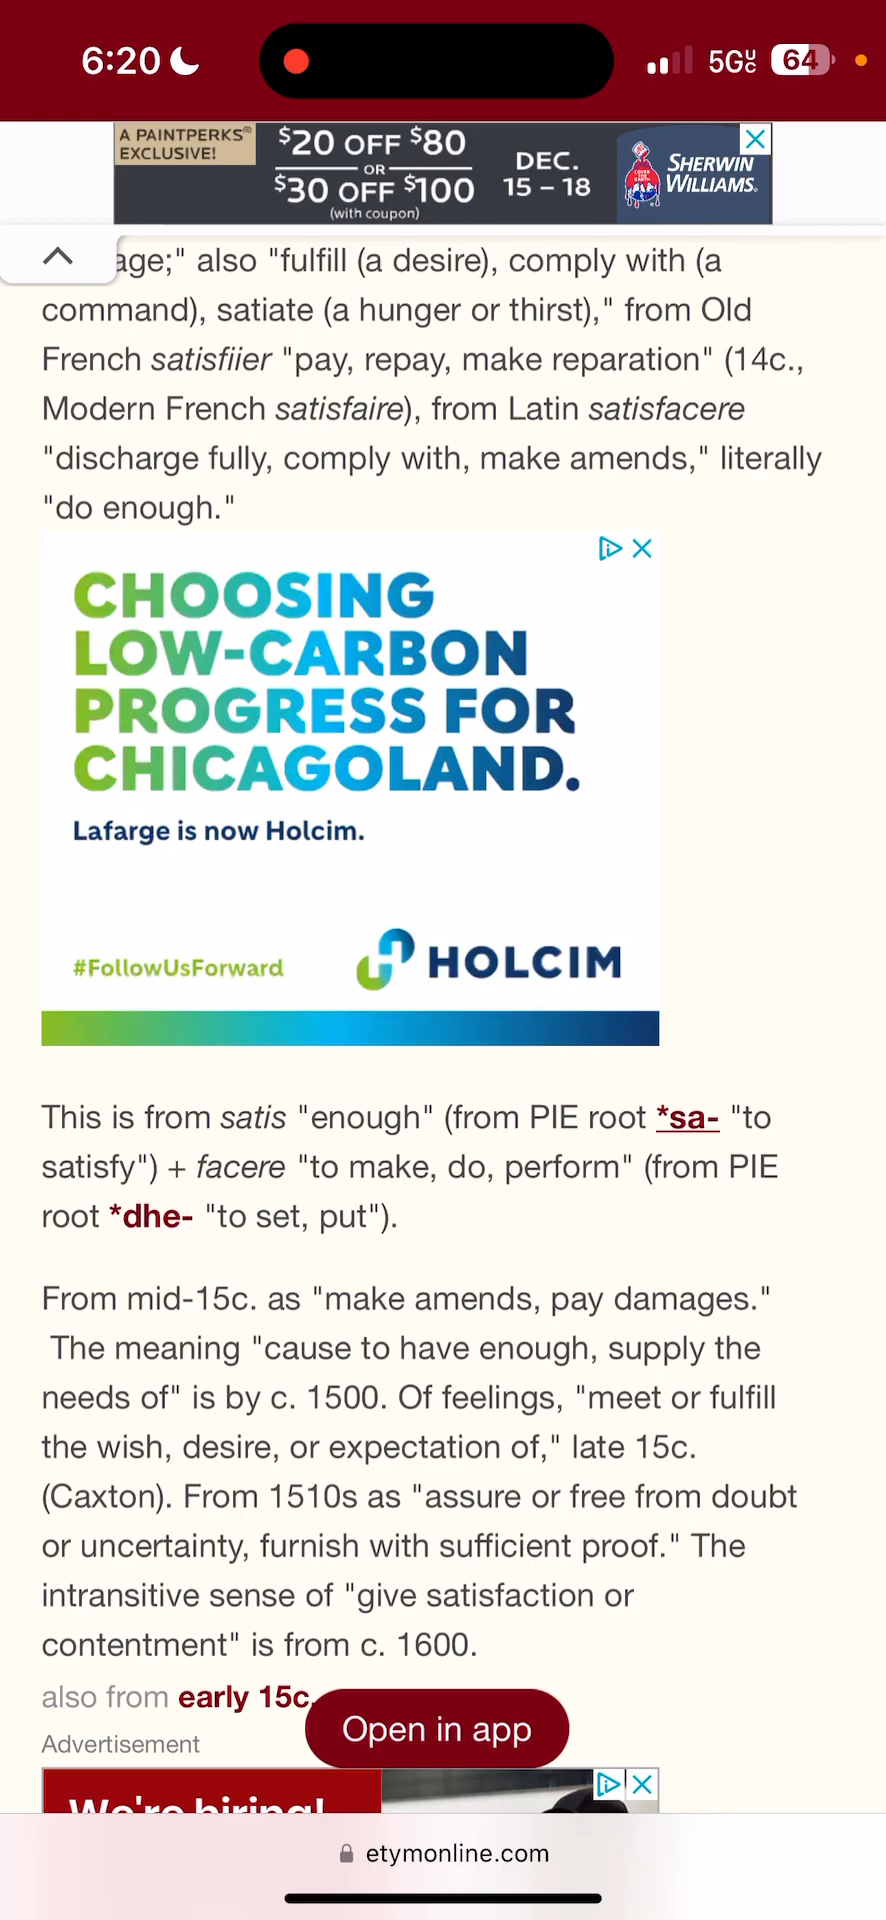 6:20
5G UC
64
A PAINTPERKS®
EXCLUSIVE!
$20 OFF $80
OR
$30 OFF $100
(with coupon)
DEC.
15 – 18
COVER THE EARTH
SHERWIN
WILLIAMS.
age;" also "fulfill (a desire), comply with (a
command), satiate (a hunger or thirst)," from Old
French satisfiier "pay, repay, make reparation" (14c.,
Modern French satisfaire), from Latin satisfacere
"discharge fully, comply with, make amends," literally
"do enough."
CHOOSING
LOW-CARBON
PROGRESS FOR
CHICAGOLAND.
Lafarge is now Holcim.
#FollowUsForward
HOLCIM
This is from satis "enough" (from PIE root *sa- "to
satisfy") + facere "to make, do, perform" (from PIE
root *dhe- "to set, put").
From mid-15c. as "make amends, pay damages."
The meaning "cause to have enough, supply the
needs of" is by c. 1500. Of feelings, "meet or fulfill
the wish, desire, or expectation of," late 15c.
(Caxton). From 1510s as "assure or free from doubt
or uncertainty, furnish with sufficient proof." The
intransitive sense of "give satisfaction or
contentment" is from c. 1600.
also from early 15c.
Open in app
Advertisement
We're hiring!
etymonline.com